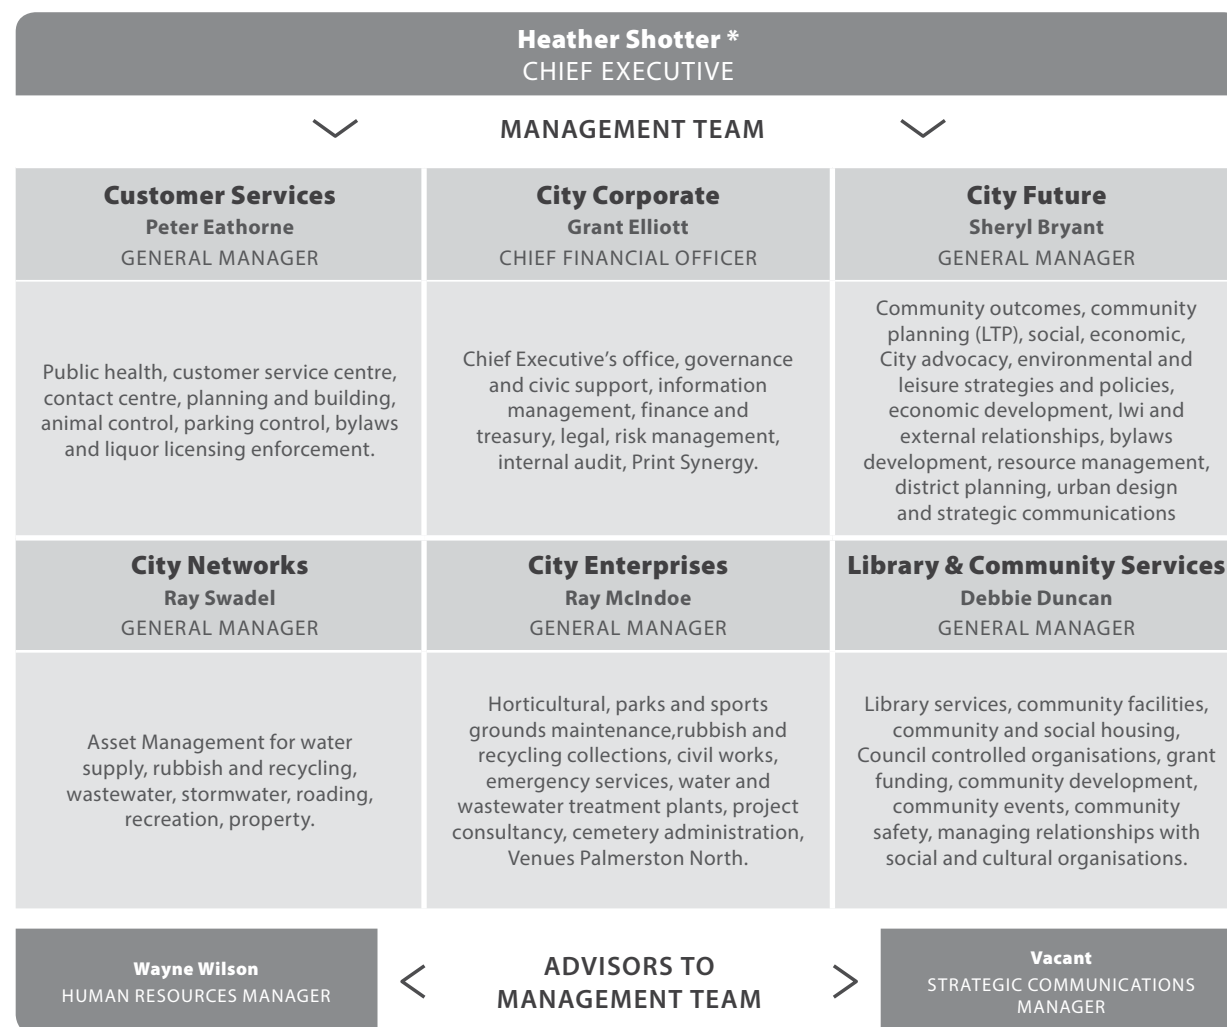 Heather Shotter *
CHIEF EXECUTIVE
MANAGEMENT TEAM
Customer Services
Peter Eathorne
GENERAL MANAGER
City Corporate
Grant Elliott
CHIEF FINANCIAL OFFICER
City Future
Sheryl Bryant
GENERAL MANAGER
Public health, customer service centre,
contact centre, planning and building,
animal control, parking control, bylaws
and liquor licensing enforcement.
Chief Executive's office, governance
and civic support, information
management, finance and
treasury, legal, risk management,
internal audit, Print Synergy.
Community outcomes, community
planning (LTP), social, economic,
City advocacy, environmental and
leisure strategies and policies,
economic development, Iwi and
external relationships, bylaws
development, resource management,
district planning, urban design
and strategic communications
City Networks
Ray Swadel
GENERAL MANAGER
City Enterprises
Ray McIndoe
GENERAL MANAGER
Library & Community Services
Debbie Duncan
GENERAL MANAGER
Asset Management for water
supply, rubbish and recycling,
wastewater, stormwater, roading,
recreation, property.
Horticultural, parks and sports
grounds maintenance,rubbish and
recycling collections, civil works,
emergency services, water and
wastewater treatment plants, project
consultancy, cemetery administration,
Venues Palmerston North.
Library services, community facilities,
community and social housing,
Council controlled organisations, grant
funding, community development,
community events, community
safety, managing relationships with
social and cultural organisations.
Wayne Wilson
HUMAN RESOURCES MANAGER
ADVISORS TO
MANAGEMENT TEAM
Vacant
STRATEGIC COMMUNICATIONS
MANAGER